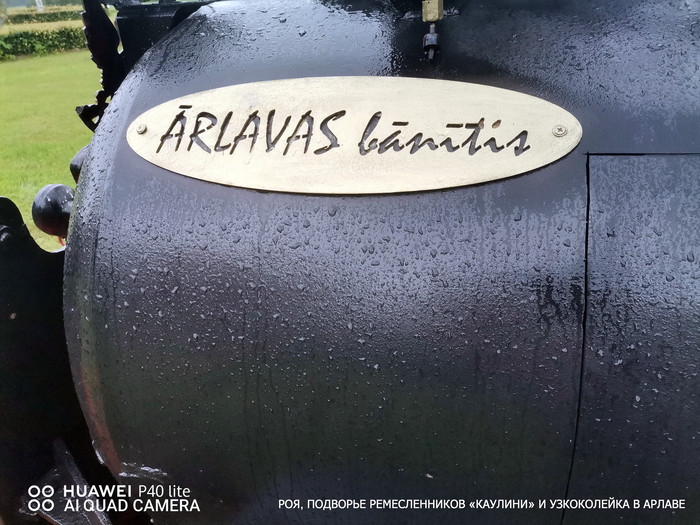 ĀRLAVAS bānītis
HUAWEI P40 lite
AI QUAD CAMERA
РОЯ, ПОДВОРЬЕ РЕМЕСЛЕННИКОВ «КАУЛИНИ» И УЗКОКОЛЕЙКА В АРЛАВЕ